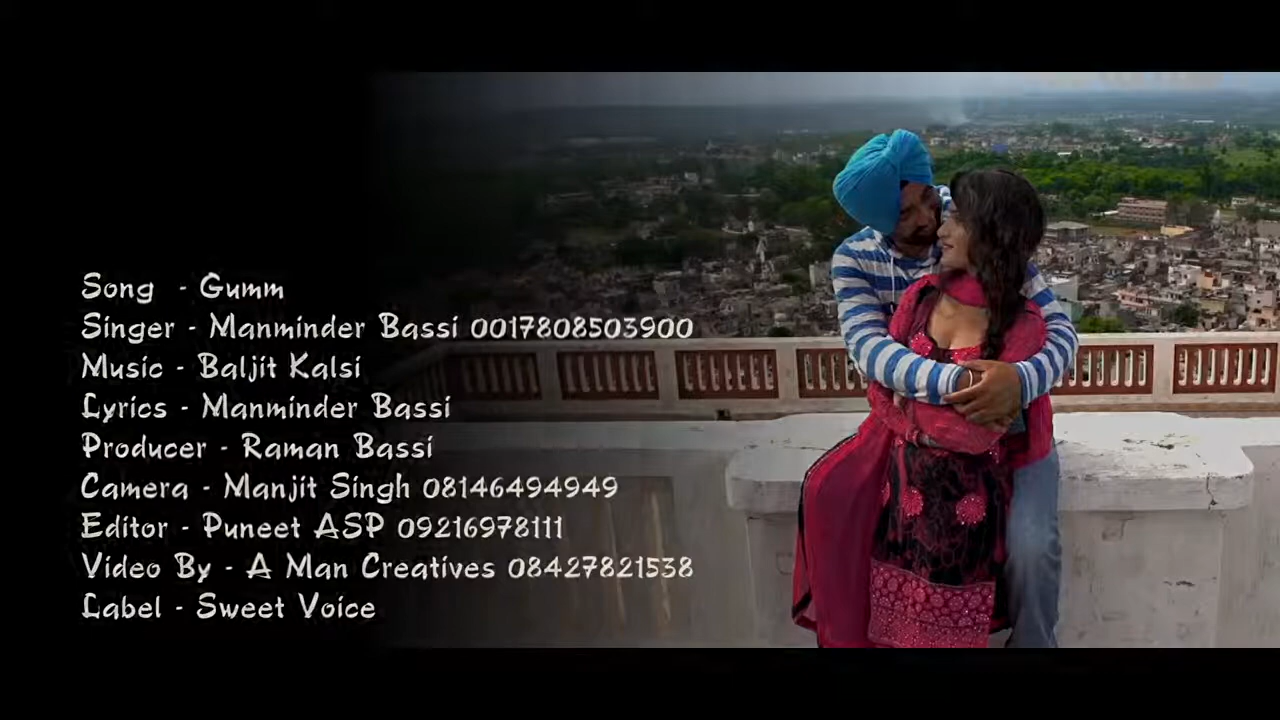 Song - Gumm
Singer - Manminder Bassi 0017808503900
Music - Baljit Kalsi
Lyrics - Manminder Bassi
Producer - Raman Bassi
Camera - Manjit Singh 08146494949
Editor - Puneet ASP 09216978111
Video By - A Man Creatives 08427821538
Label - Sweet Voice